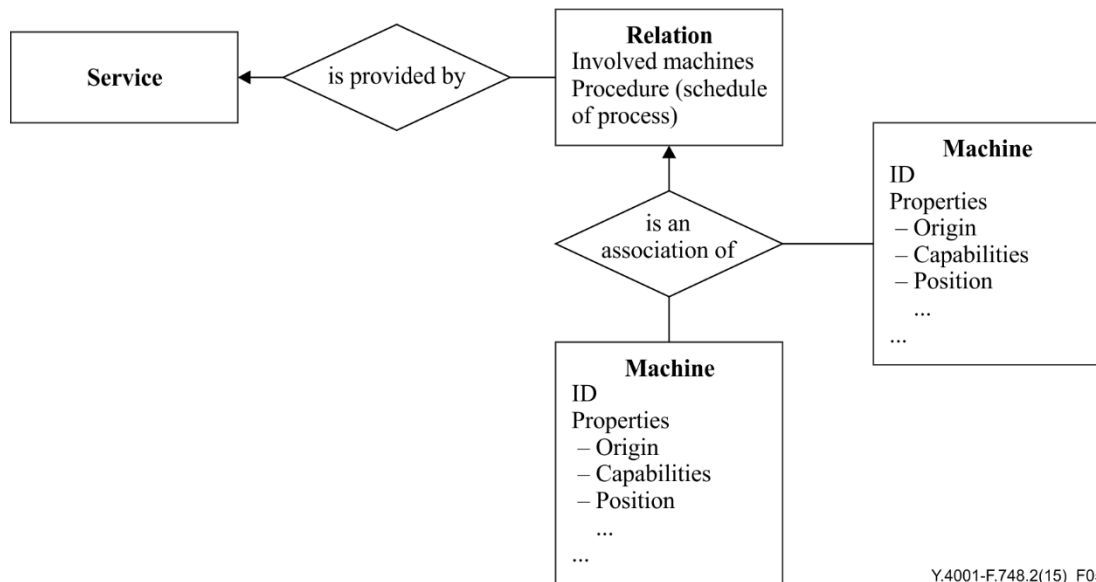 Service
is provided by
Relation
Involved machines
Procedure (schedule
of process)
is an
association of
Machine
ID
Properties
– Origin
– Capabilities
– Position
...
...
Machine
ID
Properties
– Origin
– Capabilities
– Position
...
...
Y.4001-F.748.2(15)